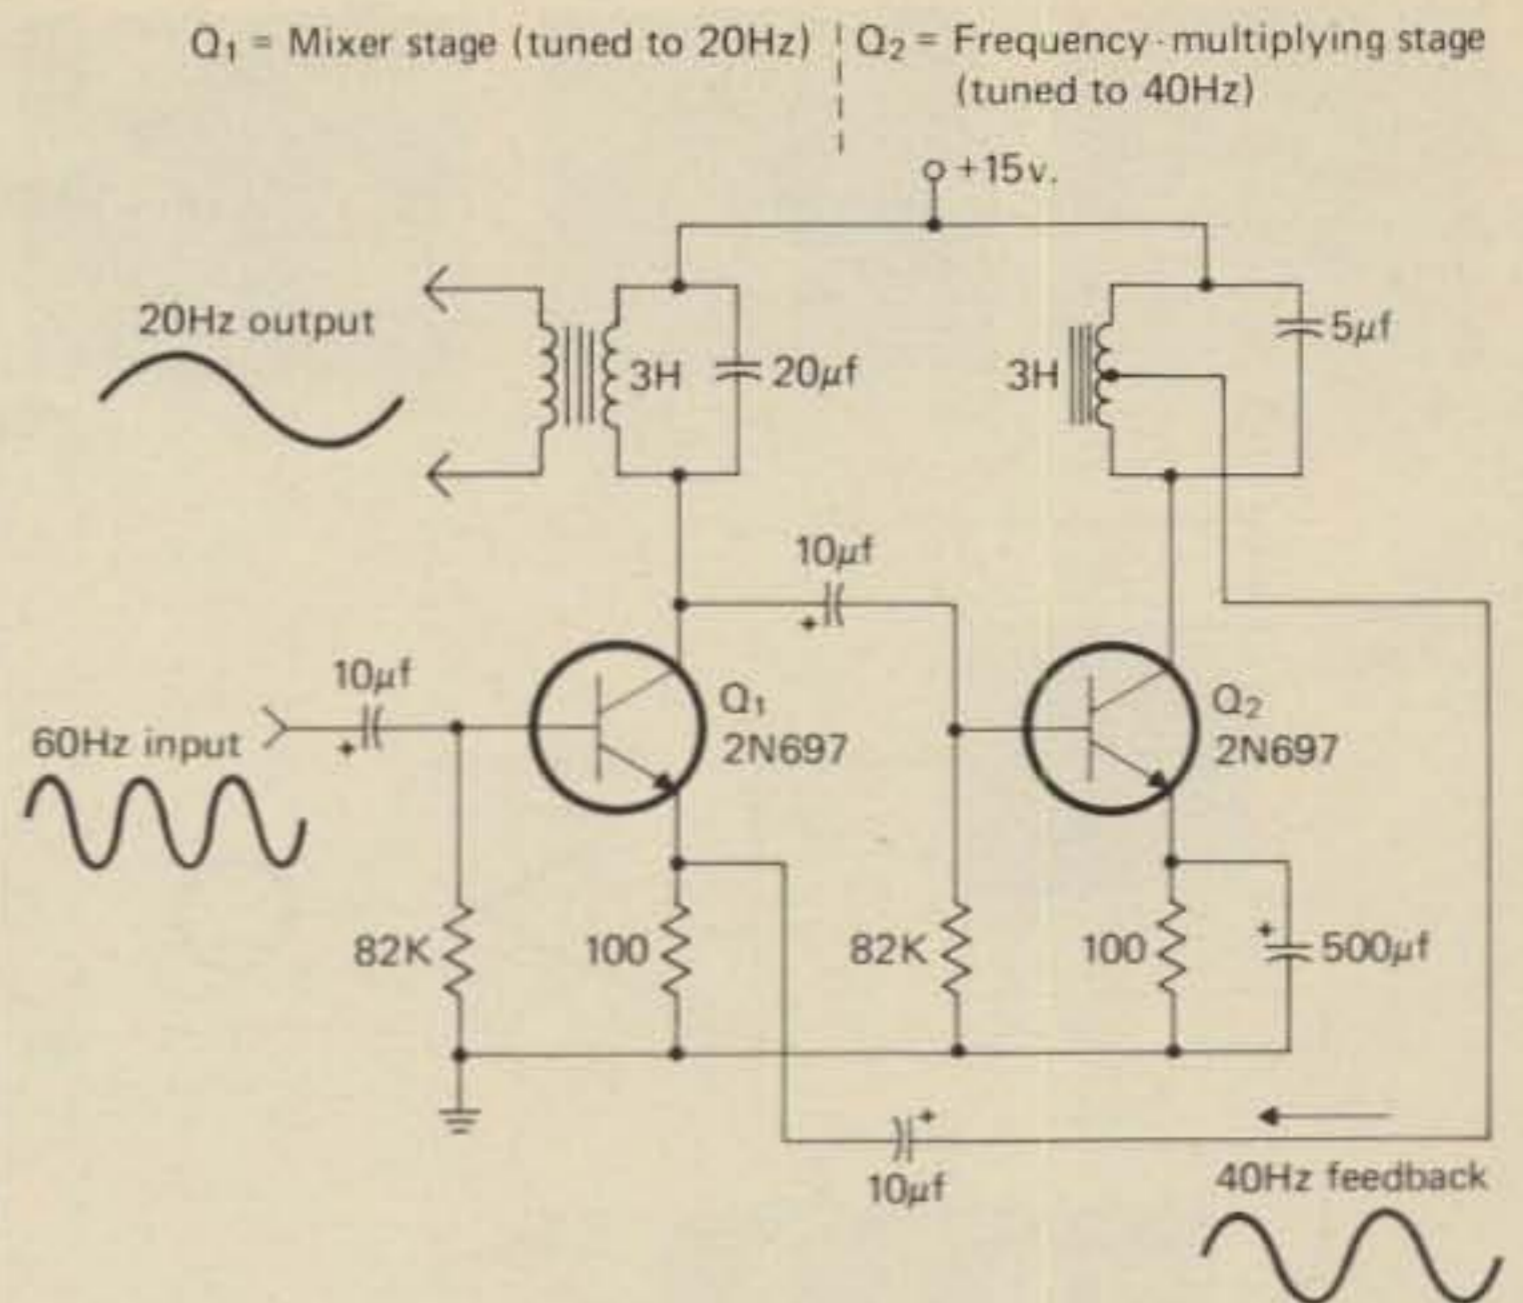 Q₁ = Mixer stage (tuned to 20Hz)
Q₂ = Frequency-multiplying stage
(tuned to 40Hz)
+15v.
20Hz output
3H
20µf
3H
5µf
10µf
10µf
60Hz input
+
+
Q₁
2N697
Q₂
2N697
82K
100
82K
100
+
500µf
+
10µf
40Hz feedback